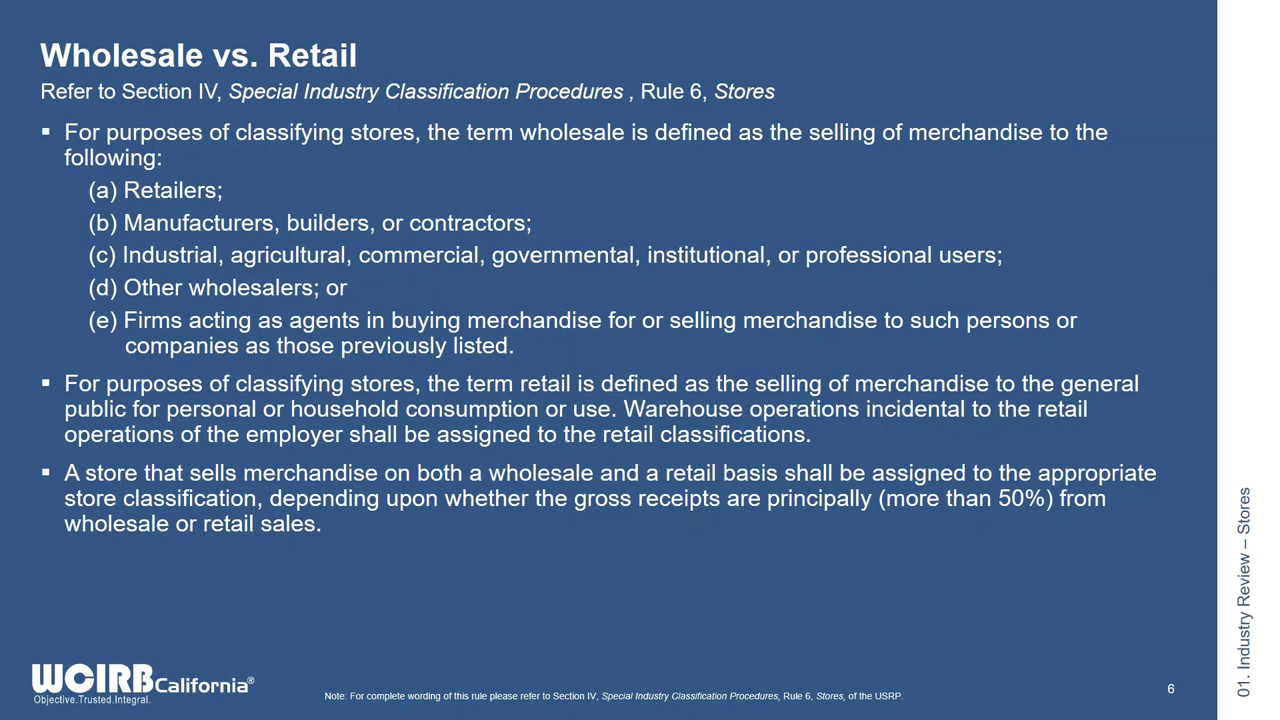 Wholesale vs. Retail
Refer to Section IV, Special Industry Classification Procedures , Rule 6, Stores
▪ For purposes of classifying stores, the term wholesale is defined as the selling of merchandise to the
following:
(a) Retailers;
(b) Manufacturers, builders, or contractors;
(c) Industrial, agricultural, commercial, governmental, institutional, or professional users;
(d) Other wholesalers; or
(e) Firms acting as agents in buying merchandise for or selling merchandise to such persons or
companies as those previously listed.
▪ For purposes of classifying stores, the term retail is defined as the selling of merchandise to the general
public for personal or household consumption or use. Warehouse operations incidental to the retail
operations of the employer shall be assigned to the retail classifications.
▪ A store that sells merchandise on both a wholesale and a retail basis shall be assigned to the appropriate
store classification, depending upon whether the gross receipts are principally (more than 50%) from
wholesale or retail sales.
01. Industry Review – Stores
WCIRB California®
Objective.Trusted.Integral.
Note: For complete wording of this rule please refer to Section IV, Special Industry Classification Procedures, Rule 6, Stores, of the USRP.
6